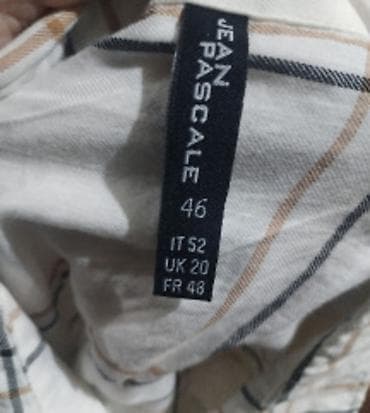 JEAN
PASCALE
46
IT 52
UK 20
FR 48